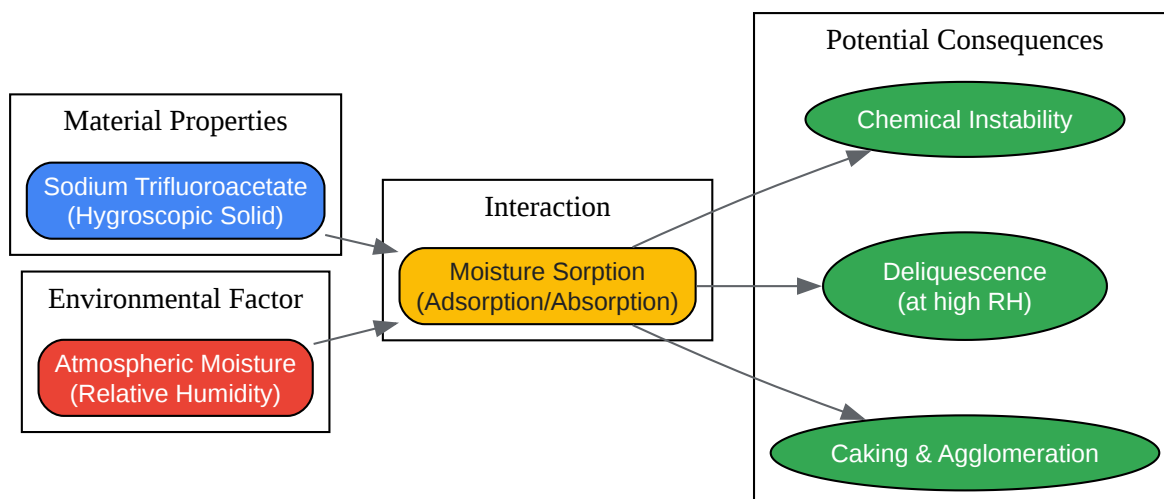 Material Properties
Sodium Trifluoroacetate
(Hygroscopic Solid)
Environmental Factor
Atmospheric Moisture
(Relative Humidity)
Interaction
Moisture Sorption
(Adsorption/Absorption)
Potential Consequences
Chemical Instability
Deliquescence
(at high RH)
Caking & Agglomeration